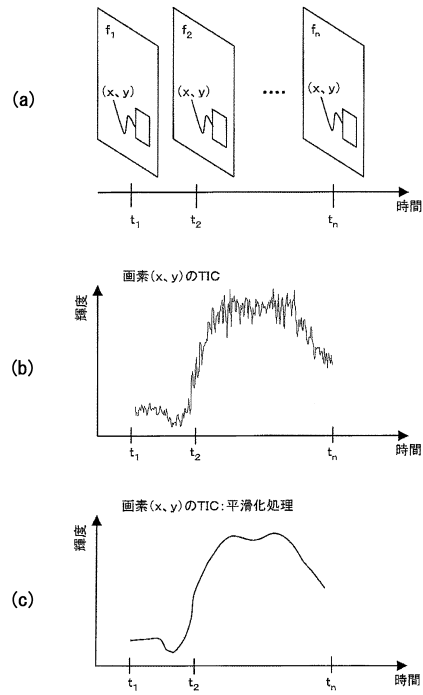 (a)
f1
f2
fn
(x、y)
(x、y)
(x、y)
....
t1
t2
tn
時間
画素(x、y)のTIC
(b)
輝度
t1
t2
tn
時間
画素(x、y)のTIC:平滑化処理
(c)
輝度
t1
t2
tn
時間